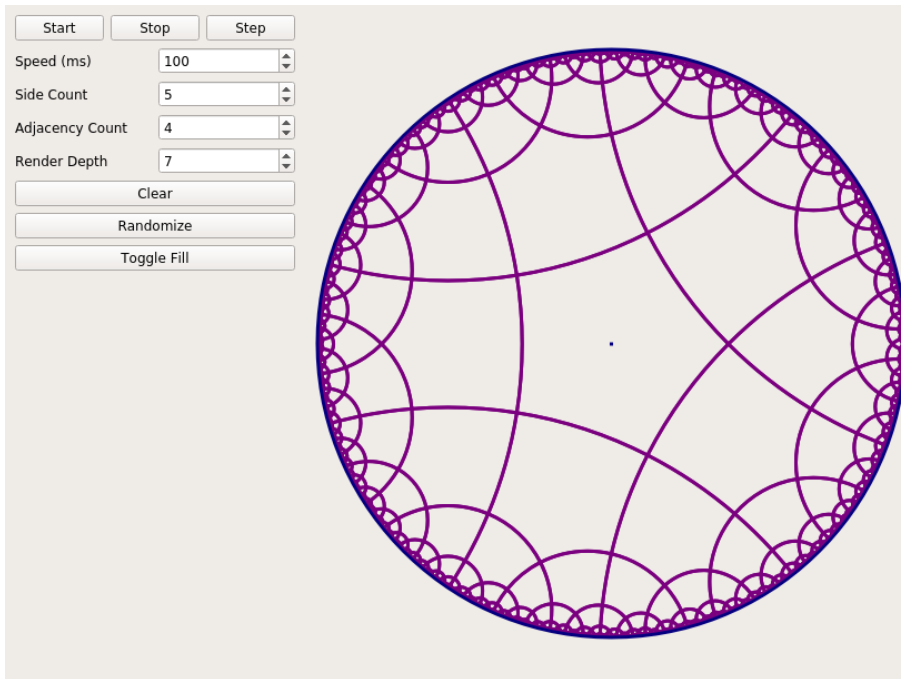 Start Stop Step
Speed (ms) 100
Side Count 5
Adjacency Count 4
Render Depth 7
Clear
Randomize
Toggle Fill